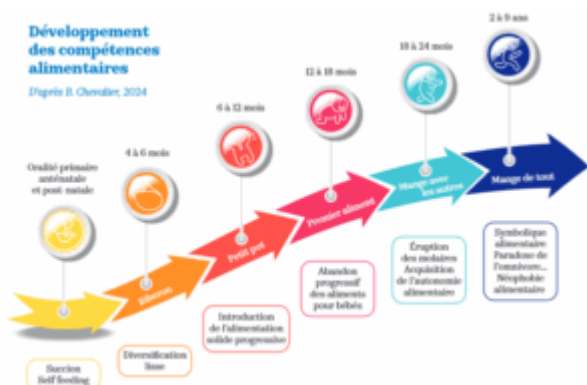 Développement
des compétences
alimentaires
D'après B. Chevalier, 2024
Oralité primaire
anténatale
et post-natale
4 à 6 mois
6 à 12 mois
12 à 18 mois
18 à 24 mois
2 à 9 ans
Biberon
Petit pot
Premier aliment
Mange avec
les autres
Mange de tout
Succion
Self feeding
Diversification
lisse
Introduction
de l'alimentation
solide progressive
Abandon
progressif
des aliments
pour bébés
Éruption
des molaires
Acquisition
de l'autonomie
alimentaire
Symbolique
alimentaire
Paradoxe de
l'omnivore...
Néophobie
alimentaire